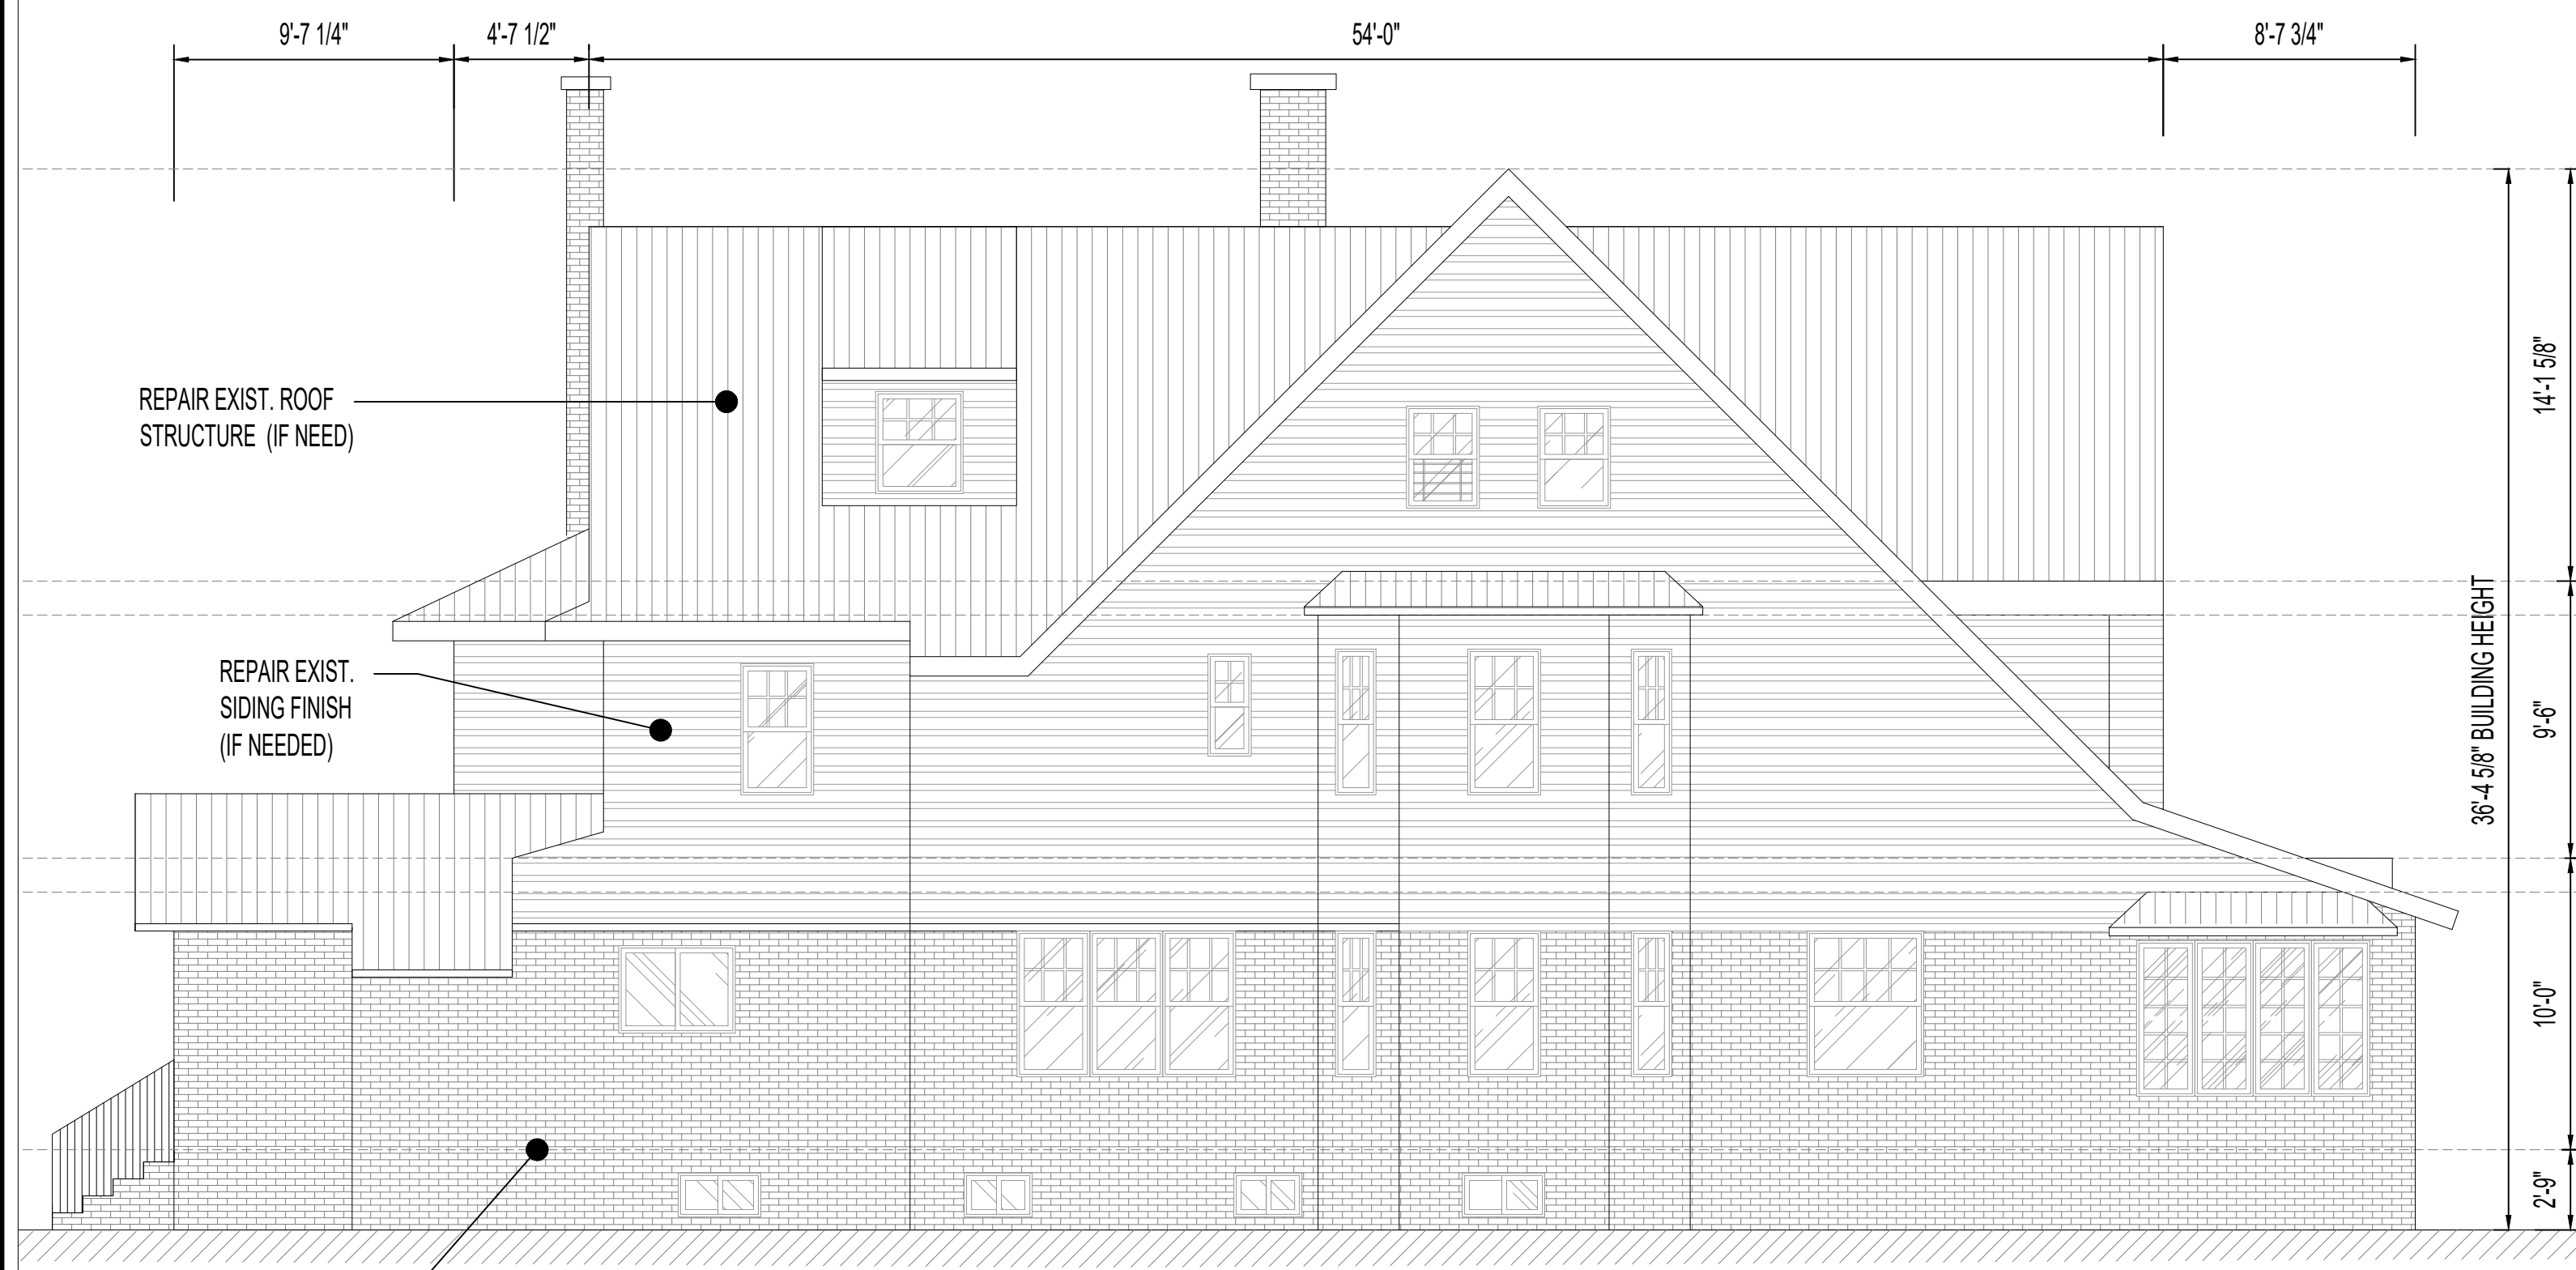 9'-7 1/4"
4'-7 1/2"
54'-0"
8'-7 3/4"
REPAIR EXIST. ROOF
STRUCTURE (IF NEED)
14'-1 5/8"
REPAIR EXIST.
SIDING FINISH
(IF NEEDED)
36'-4 5/8" BUILDING HEIGHT
9'-6"
10'-0"
2'-9"